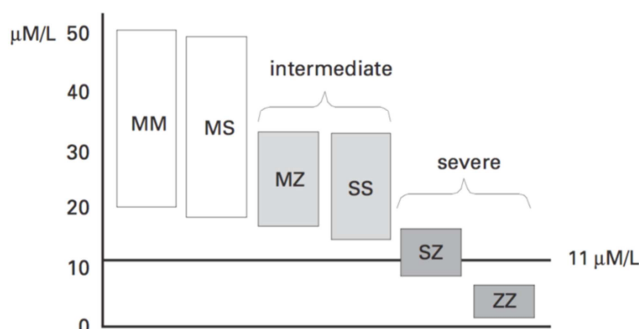 μM/L 50
intermediate
40
MM
MS
30
severe
MZ
SS
20
SZ
11 μM/L
10
ZZ
0